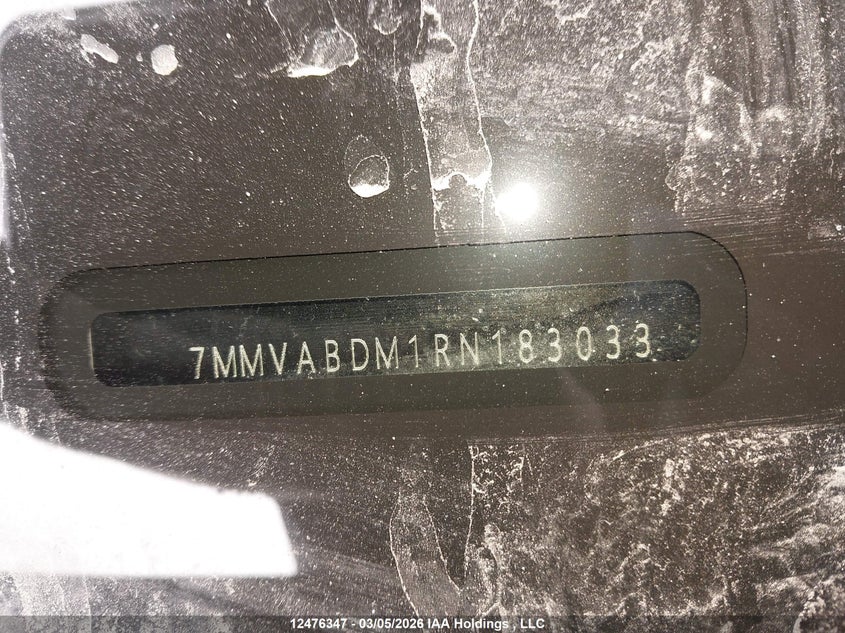 7MMVABDM1RN183033
12476347 - 03/05/2026 IAA Holdings , LLC